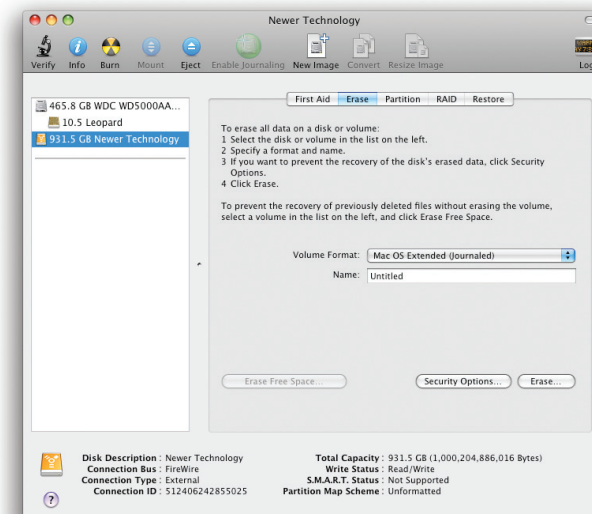 Newer Technology
Verify Info Burn Mount Eject Enable Journaling New Image Convert Resize Image Log
465.8 GB WDC WD5000AA...
10.5 Leopard
931.5 GB Newer Technology
First Aid Erase Partition RAID Restore
To erase all data on a disk or volume:
1 Select the disk or volume in the list on the left.
2 Specify a format and name.
3 If you want to prevent the recovery of the disk's erased data, click Security
Options.
4 Click Erase.
To prevent the recovery of previously deleted files without erasing the volume,
select a volume in the list on the left, and click Erase Free Space.
Volume Format: Mac OS Extended (Journaled)
Name: Untitled
Erase Free Space... Security Options... Erase...
Disk Description : Newer Technology
Connection Bus : FireWire
Connection Type : External
Connection ID : 512406242855025
Total Capacity : 931.5 GB (1,000,204,886,016 Bytes)
Write Status : Read/Write
S.M.A.R.T. Status : Not Supported
Partition Map Scheme : Unformatted
?